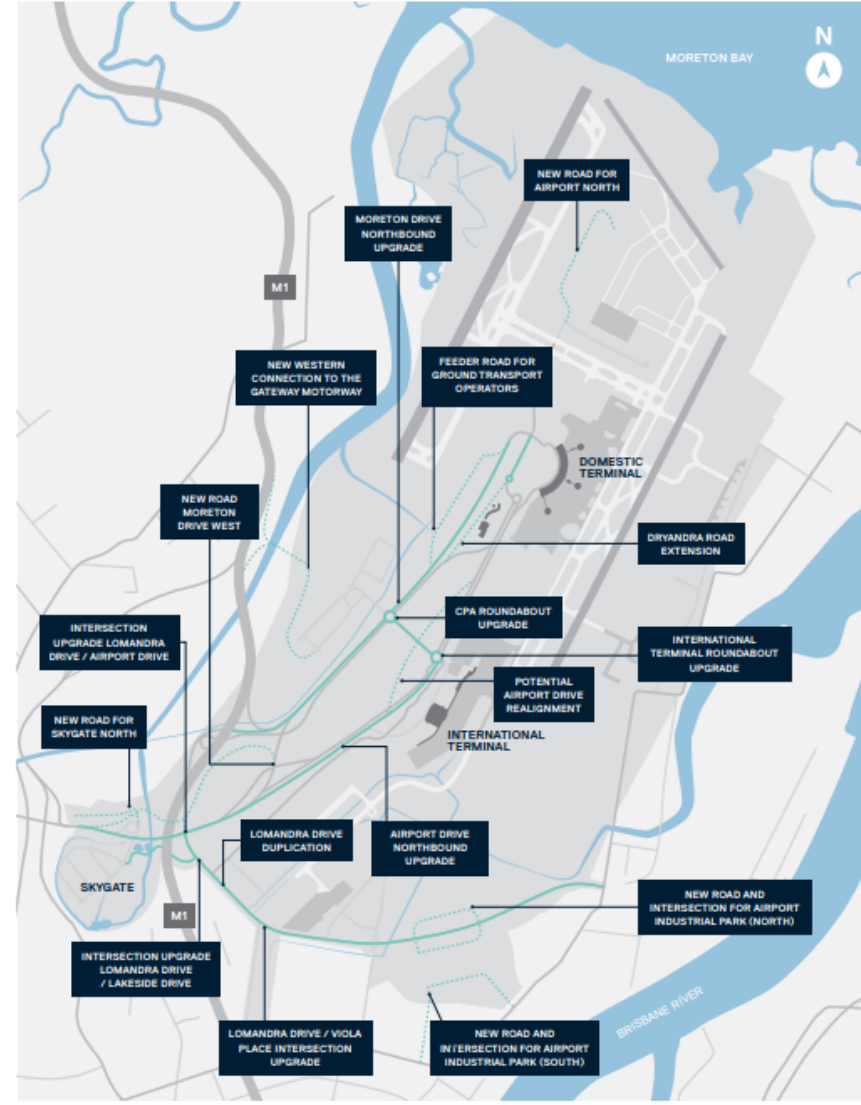 MORETON BAY
N
NEW ROAD FOR
AIRPORT NORTH
MORETON DRIVE
NORTHBOUND
UPGRADE
M1
NEW WESTERN
CONNECTION TO THE
GATEWAY MOTORWAY
FEEDER ROAD FOR
GROUND TRANSPORT
OPERATORS
DOMESTIC
TERMINAL
NEW ROAD
MORETON
DRIVE WEST
DRYANDRA ROAD
EXTENSION
CPA ROUNDABOUT
UPGRADE
INTERSECTION
UPGRADE LOMANDRA
DRIVE / AIRPORT DRIVE
INTERNATIONAL
TERMINAL ROUNDABOUT
UPGRADE
POTENTIAL
AIRPORT DRIVE
REALIGNMENT
NEW ROAD FOR
SKYGATE NORTH
INTERNATIONAL
TERMINAL
LOMANDRA DRIVE
DUPLICATION
AIRPORT DRIVE
NORTHBOUND
UPGRADE
SKYGATE
NEW ROAD AND
INTERSECTION FOR AIRPORT
INDUSTRIAL PARK (NORTH)
M1
INTERSECTION UPGRADE
LOMANDRA DRIVE
/ LAKESIDE DRIVE
BRISBANE RIVER
LOMANDRA DRIVE / VIOLA
PLACE INTERSECTION
UPGRADE
NEW ROAD AND
INTERSECTION FOR AIRPORT
INDUSTRIAL PARK (SOUTH)